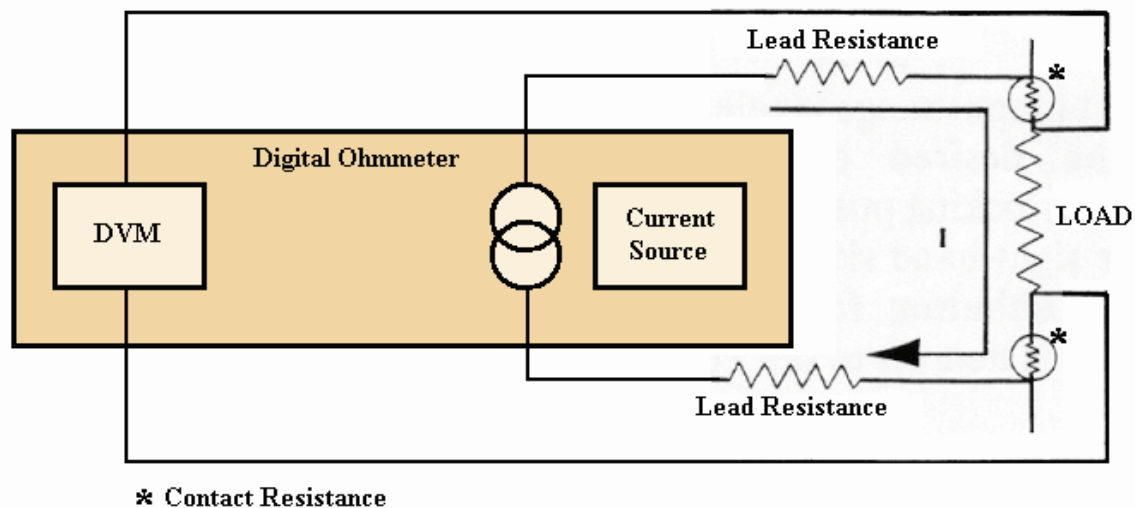 Lead Resistance
*
Digital Ohmmeter
DVM
Current
Source
I
LOAD
*
Lead Resistance
* Contact Resistance